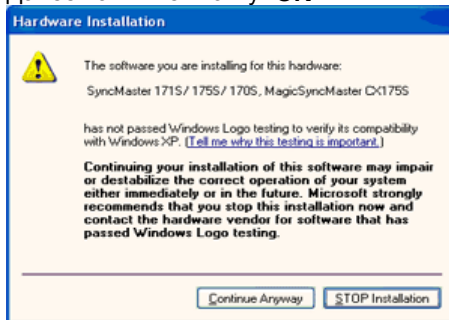 Hardware Installation
The software you are installing for this hardware:
SyncMaster 171S/ 175S/ 170S, MagicSyncMaster CX175S
has not passed Windows Logo testing to verify its compatibility
with Windows XP. (Tell me why this testing is important.)
Continuing your installation of this software may impair
or destabilize the correct operation of your system
either immediately or in the future. Microsoft strongly
recommends that you stop this installation now and
contact the hardware vendor for software that has
passed Windows Logo testing.
Continue Anyway
STOP Installation